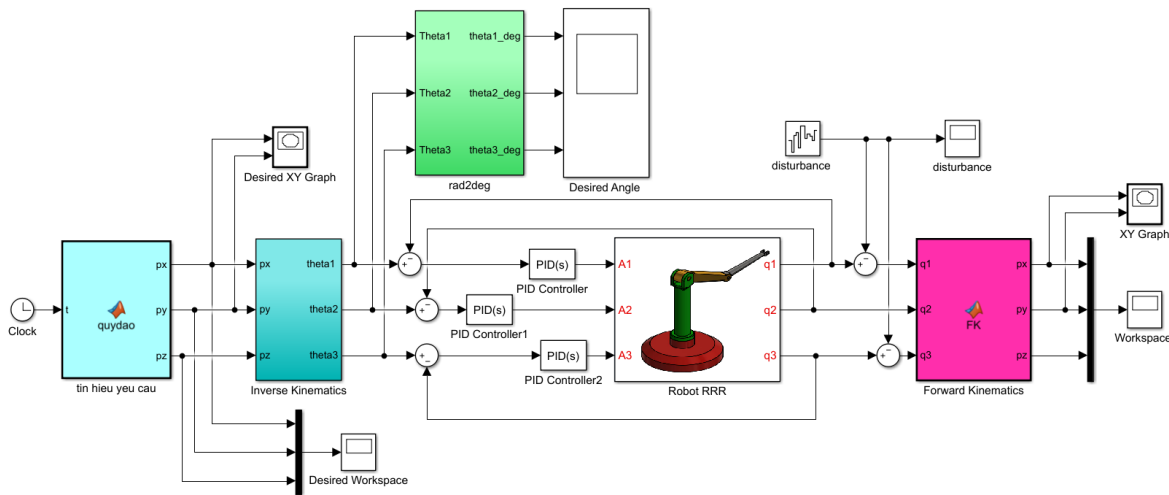 Theta1
theta1_deg
Theta2
theta2_deg
Theta3
theta3_deg
rad2deg
Desired Angle
Desired XY Graph
disturbance
disturbance
XY Graph
Clock
t
quydao
px
py
pz
tin hieu yeu cau
px
py
pz
theta1
theta2
theta3
Inverse Kinematics
+
−
+
−
+
−
PID(s)
PID Controller
PID(s)
PID Controller1
PID(s)
PID Controller2
A1
A2
A3
q1
q2
q3
Robot RRR
+
−
+
−
q1
q2
q3
FK
px
py
pz
Forward Kinematics
Workspace
Desired Workspace